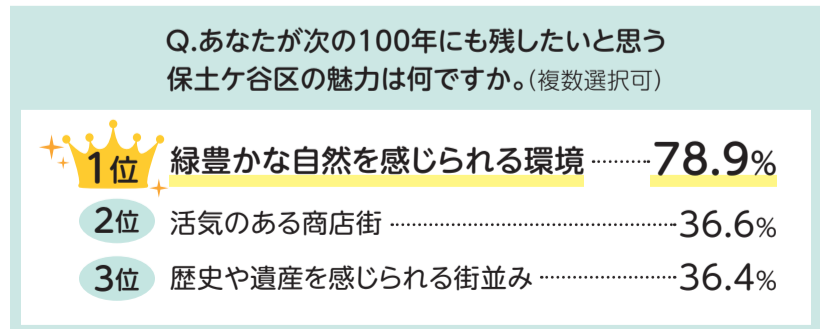 Q.あなたが次の100年にも残したいと思う
保土ケ谷区の魅力は何ですか。(複数選択可)
1位 緑豊かな自然を感じられる環境 78.9%
2位 活気のある商店街 36.6%
3位 歴史や遺産を感じられる街並み 36.4%